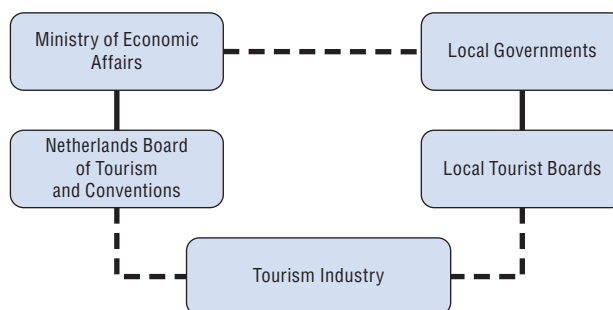 Ministry of Economic
Affairs
Local Governments
Netherlands Board
of Tourism
and Conventions
Local Tourist Boards
Tourism Industry